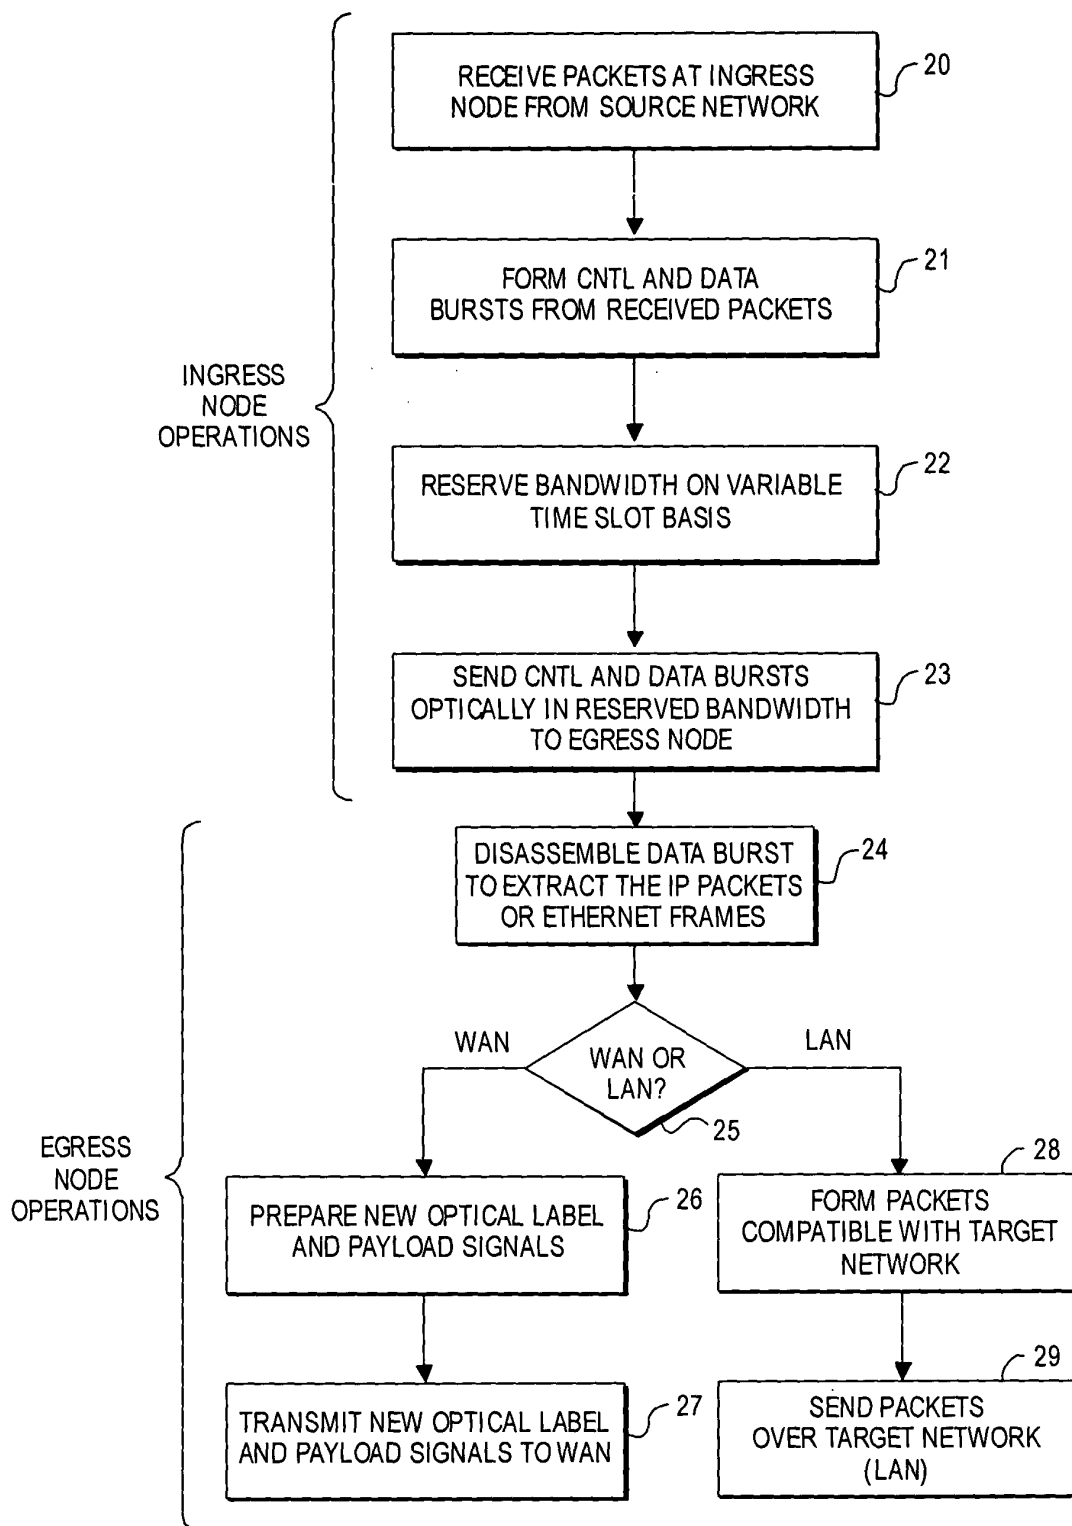 RECEIVE PACKETS AT INGRESS
NODE FROM SOURCE NETWORK
20
FORM CNTL AND DATA
BURSTS FROM RECEIVED PACKETS
21
INGRESS
NODE
OPERATIONS
RESERVE BANDWIDTH ON VARIABLE
TIME SLOT BASIS
22
SEND CNTL AND DATA BURSTS
OPTICALLY IN RESERVED BANDWIDTH
TO EGRESS NODE
23
DISASSEMBLE DATA BURST
TO EXTRACT THE IP PACKETS
OR ETHERNET FRAMES
24
WAN
WAN OR
LAN?
LAN
25
EGRESS
NODE
OPERATIONS
PREPARE NEW OPTICAL LABEL
AND PAYLOAD SIGNALS
26
FORM PACKETS
COMPATIBLE WITH TARGET
NETWORK
28
TRANSMIT NEW OPTICAL LABEL
AND PAYLOAD SIGNALS TO WAN
27
SEND PACKETS
OVER TARGET NETWORK
(LAN)
29